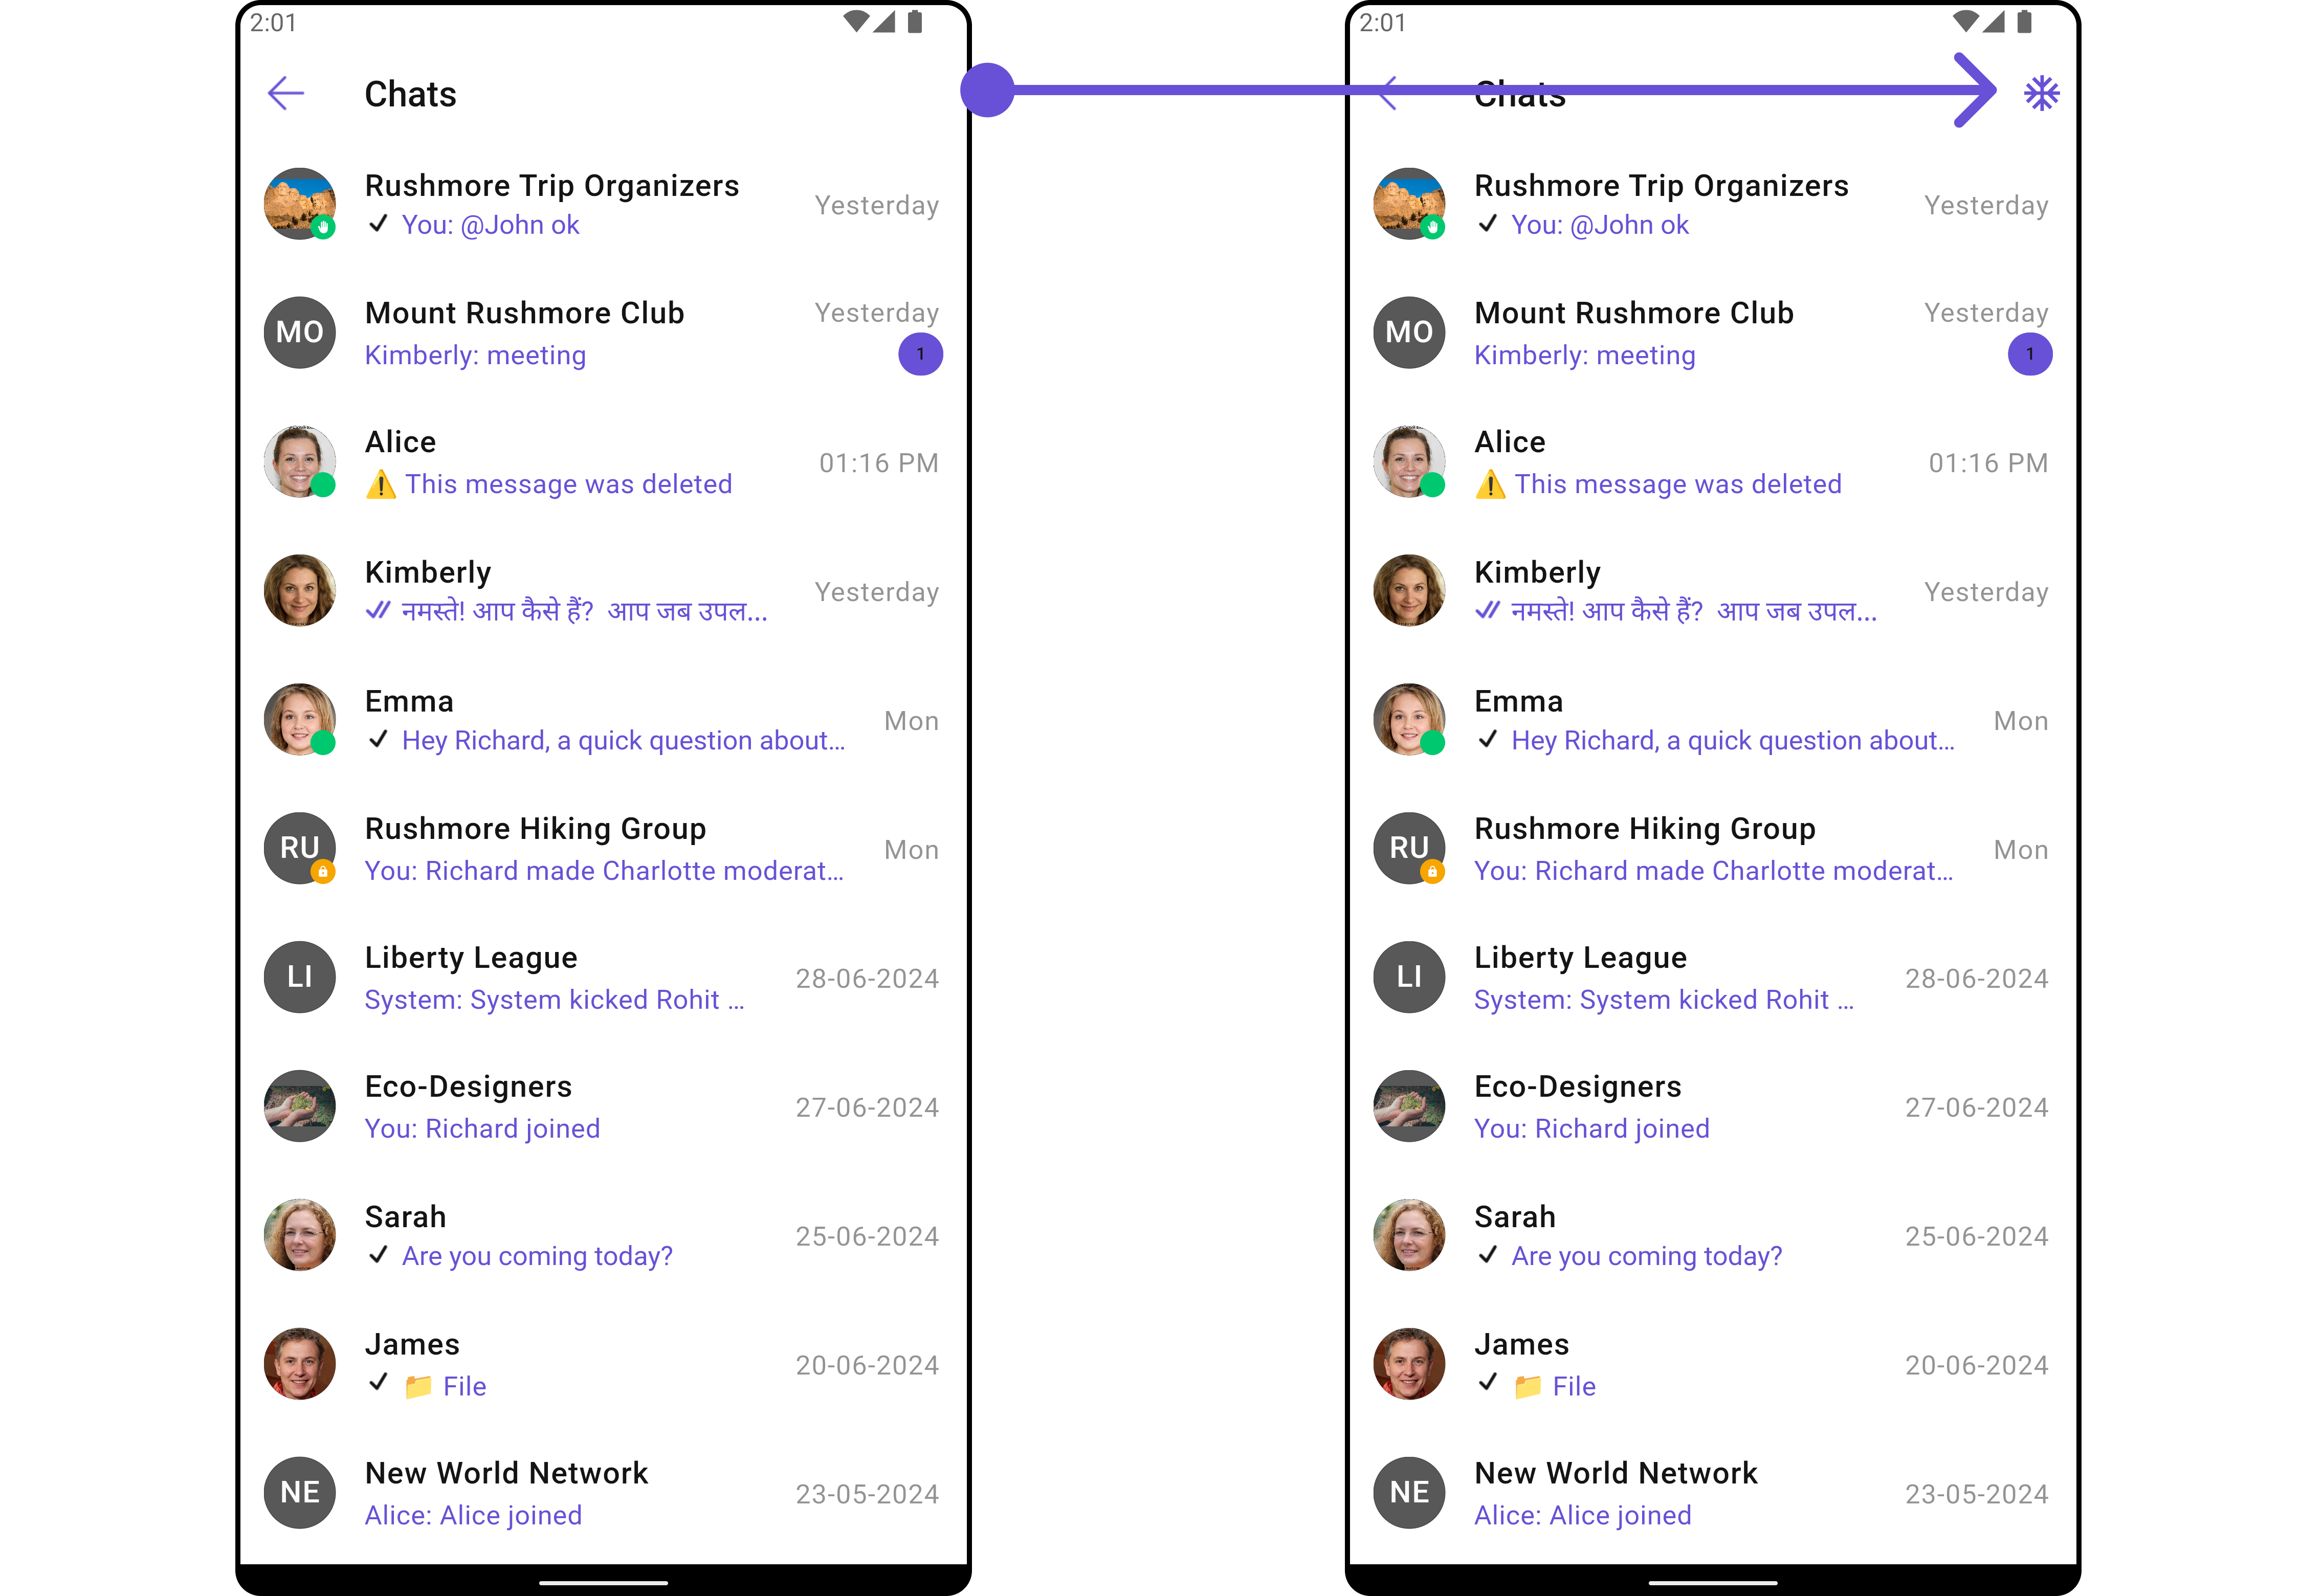 2:01
Chats
Rushmore Trip Organizers
You: @John ok
Yesterday
MO
Mount Rushmore Club
Kimberly: meeting
Yesterday
1
Alice
⚠️ This message was deleted
01:16 PM
Kimberly
नमस्ते! आप कैसे हैं?  आप जब उपल...
Yesterday
Emma
Hey Richard, a quick question about...
Mon
RU
Rushmore Hiking Group
You: Richard made Charlotte moderat...
Mon
LI
Liberty League
System: System kicked Rohit ...
28-06-2024
Eco-Designers
You: Richard joined
27-06-2024
Sarah
Are you coming today?
25-06-2024
James
📁 File
20-06-2024
NE
New World Network
Alice: Alice joined
23-05-2024
2:01
Chats
Rushmore Trip Organizers
You: @John ok
Yesterday
MO
Mount Rushmore Club
Kimberly: meeting
Yesterday
1
Alice
⚠️ This message was deleted
01:16 PM
Kimberly
नमस्ते! आप कैसे हैं?  आप जब उपल...
Yesterday
Emma
Hey Richard, a quick question about...
Mon
RU
Rushmore Hiking Group
You: Richard made Charlotte moderat...
Mon
LI
Liberty League
System: System kicked Rohit ...
28-06-2024
Eco-Designers
You: Richard joined
27-06-2024
Sarah
Are you coming today?
25-06-2024
James
📁 File
20-06-2024
NE
New World Network
Alice: Alice joined
23-05-2024